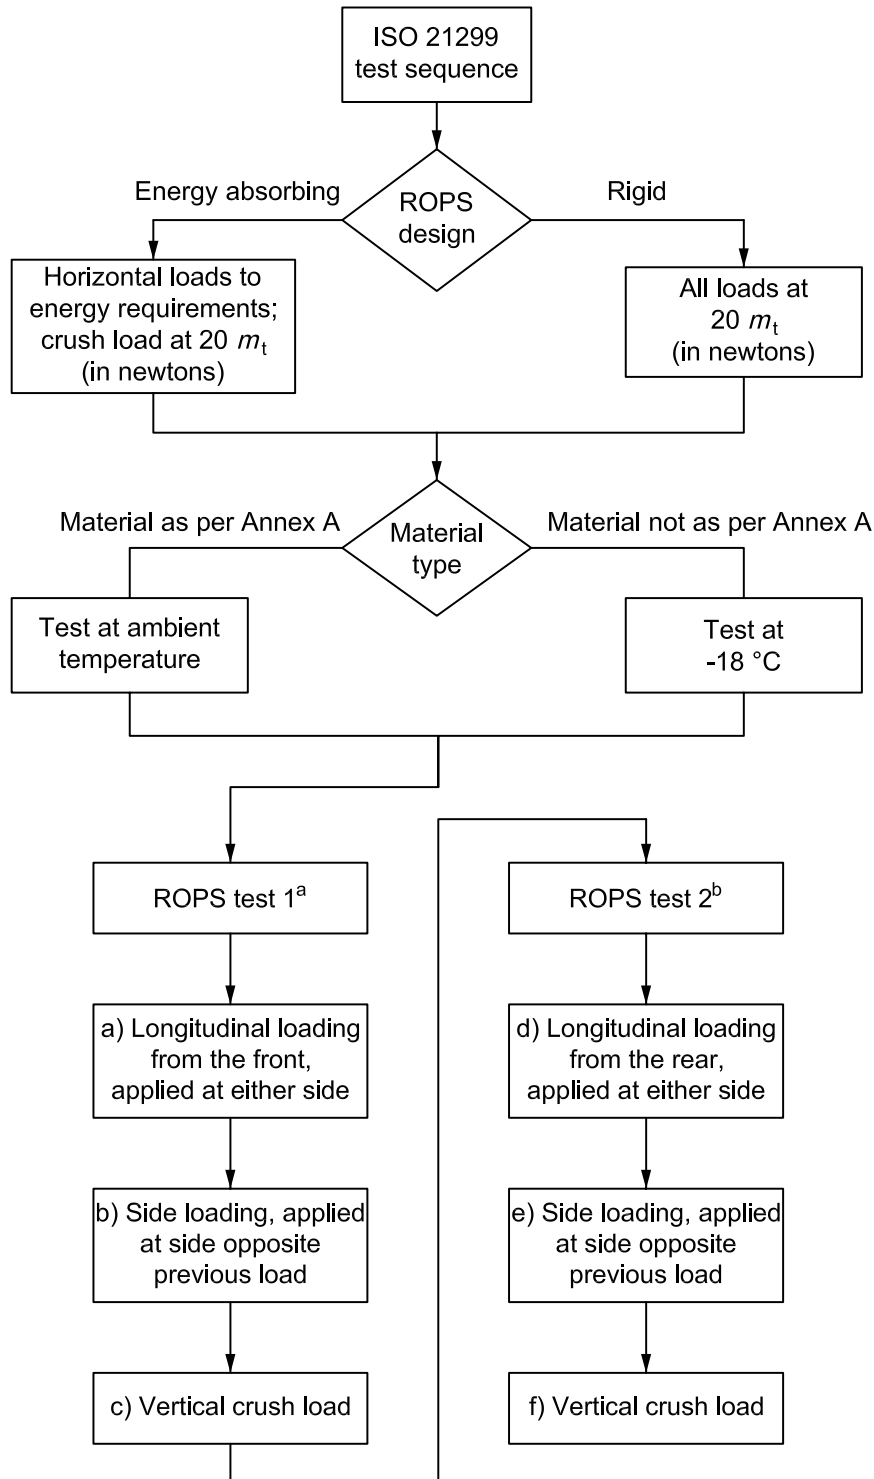 ISO 21299
test sequence
Energy absorbing
ROPS
design
Rigid
Horizontal loads to
energy requirements;
crush load at 20 mt
(in newtons)
All loads at
20 mt
(in newtons)
Material as per Annex A
Material
type
Material not as per Annex A
Test at ambient
temperature
Test at
-18 °C
ROPS test 1a
a) Longitudinal loading
from the front,
applied at either side
b) Side loading, applied
at side opposite
previous load
c) Vertical crush load
ROPS test 2b
d) Longitudinal loading
from the rear,
applied at either side
e) Side loading, applied
at side opposite
previous load
f) Vertical crush load